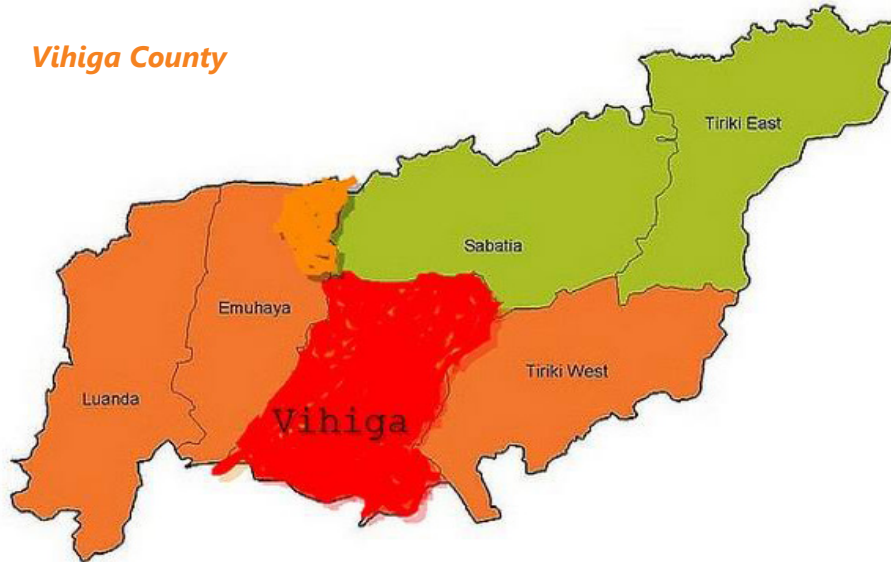 Vihiga County
Tiriki East
Sabatia
Emuhaya
Tiriki West
Luanda
Vihiga